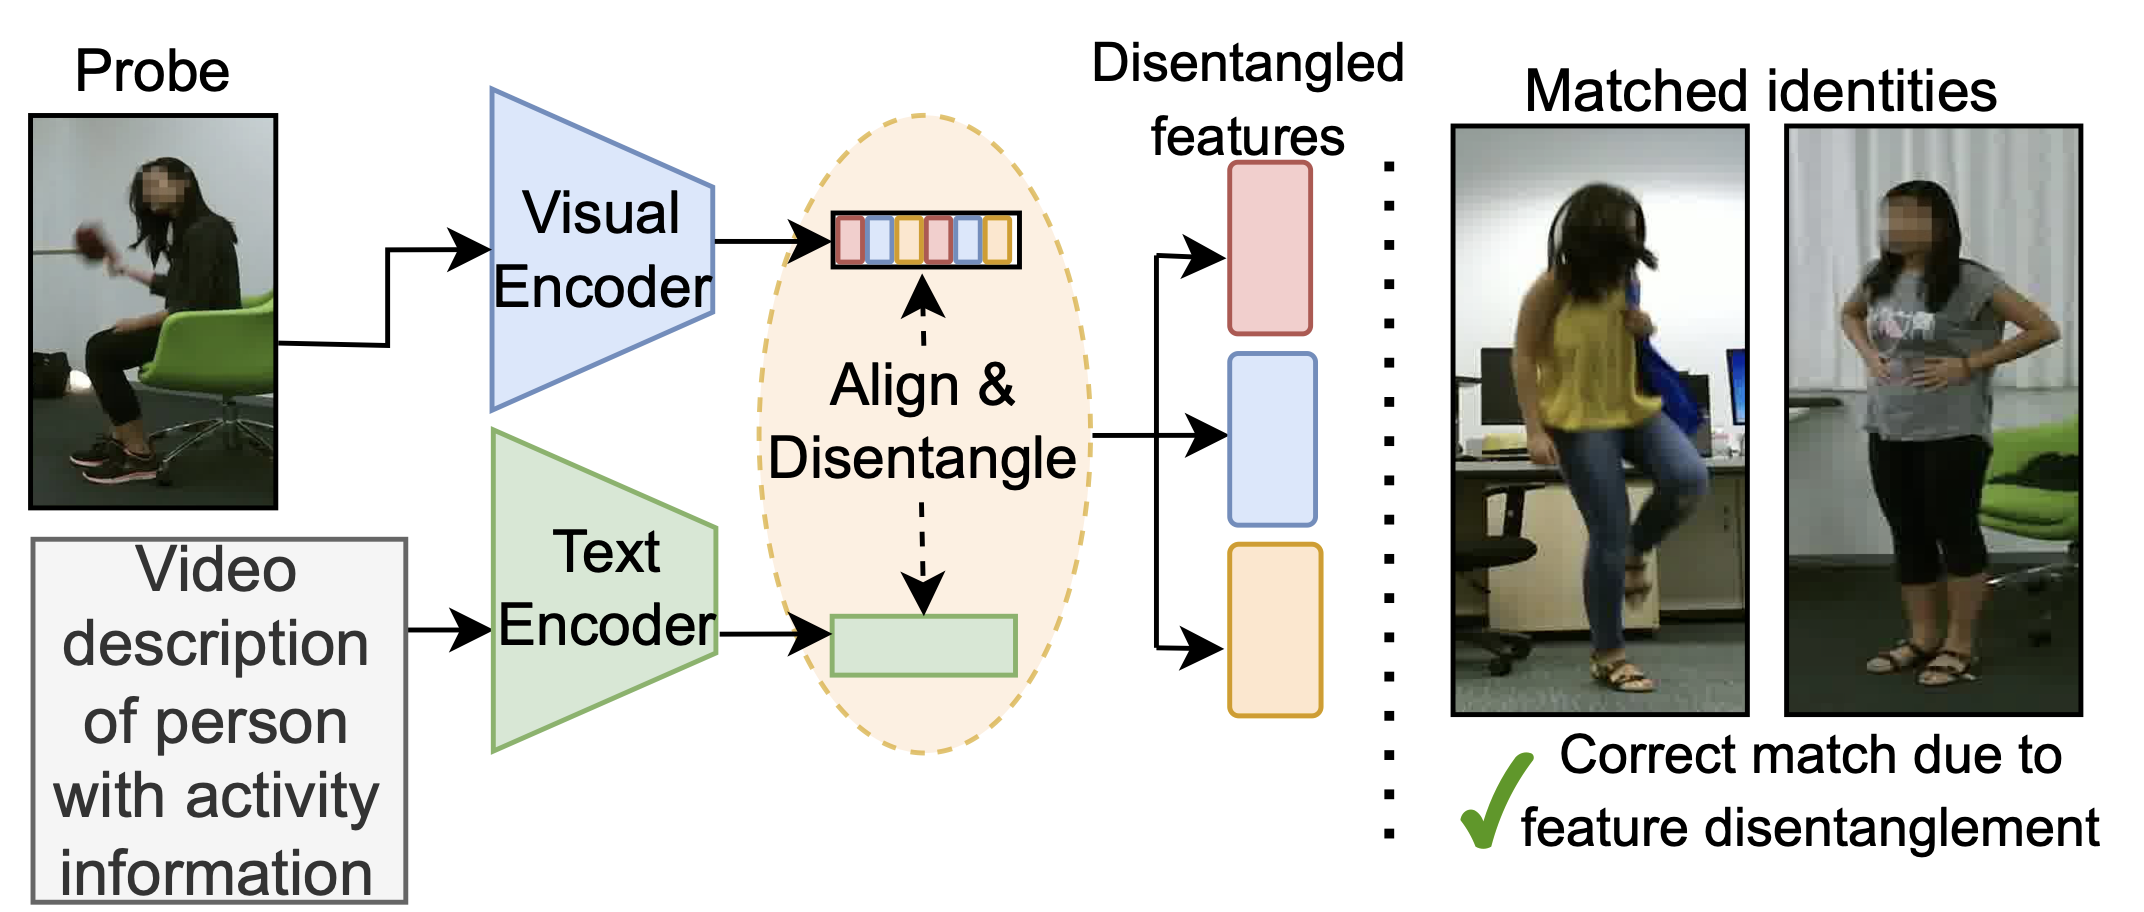 Probe
Video
description
of person
with activity
information
Visual
Encoder
Text
Encoder
Align &
Disentangle
Disentangled
features
Matched identities
Correct match due to
feature disentanglement